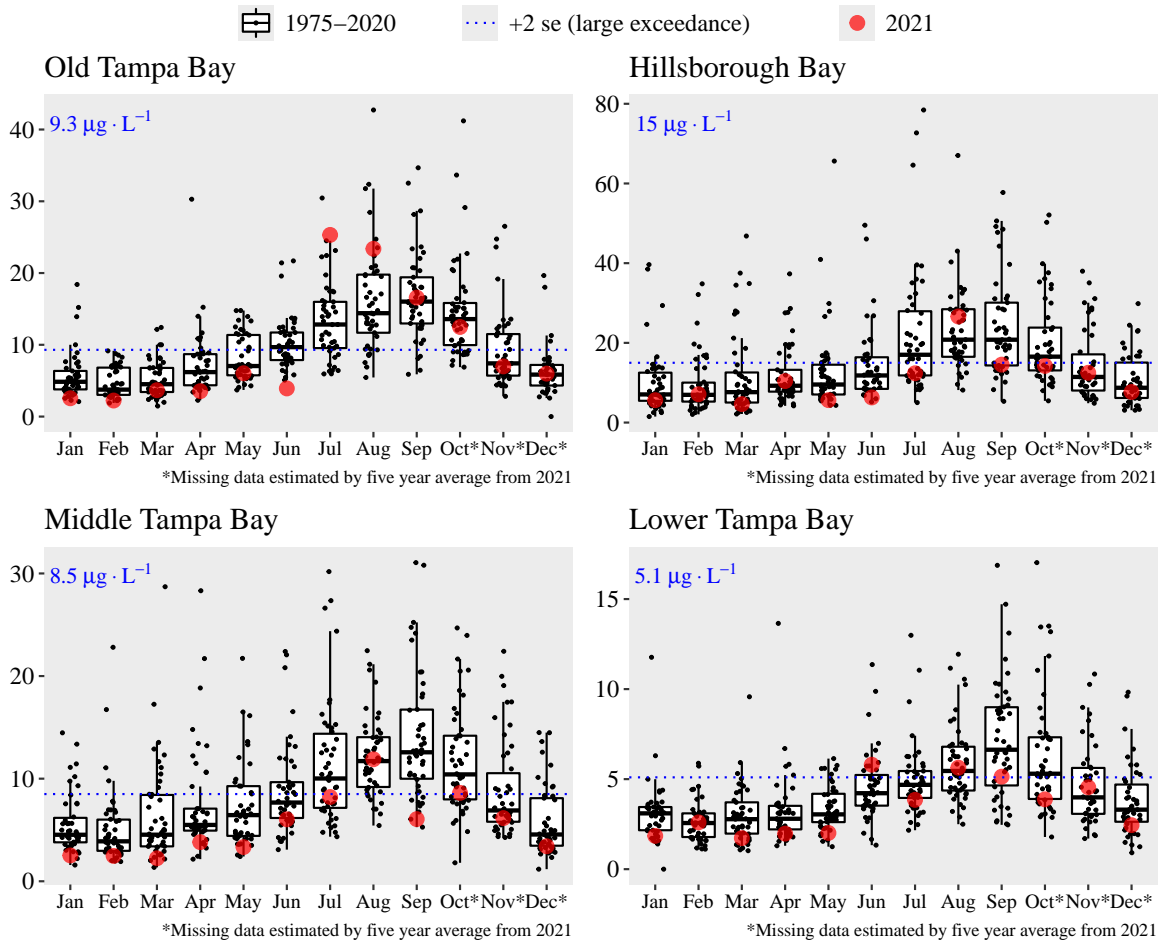 1975–2020 +2 se (large exceedance) 2021
Old Tampa Bay
9.3 µg · L⁻¹
40
30
20
10
0
Jan Feb Mar Apr May Jun Jul Aug Sep Oct* Nov* Dec*
*Missing data estimated by five year average from 2021
Hillsborough Bay
15 µg · L⁻¹
80
60
40
20
0
Jan Feb Mar Apr May Jun Jul Aug Sep Oct* Nov* Dec*
*Missing data estimated by five year average from 2021
Middle Tampa Bay
8.5 µg · L⁻¹
30
20
10
0
Jan Feb Mar Apr May Jun Jul Aug Sep Oct* Nov* Dec*
*Missing data estimated by five year average from 2021
Lower Tampa Bay
5.1 µg · L⁻¹
15
10
5
0
Jan Feb Mar Apr May Jun Jul Aug Sep Oct* Nov* Dec*
*Missing data estimated by five year average from 2021